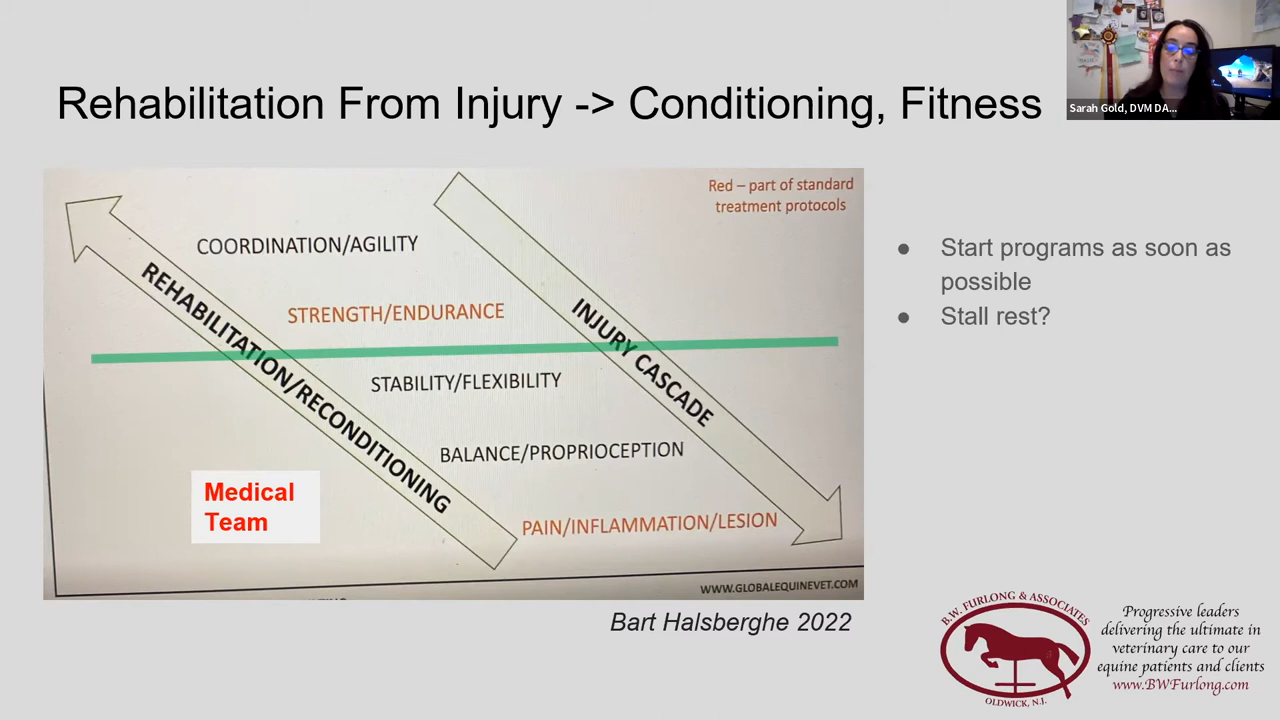 Sarah Gold, DVM DA...
Rehabilitation From Injury -> Conditioning, Fitness
Red – part of standard
treatment protocols
COORDINATION/AGILITY
STRENGTH/ENDURANCE
REHABILITATION/RECONDITIONING
INJURY CASCADE
STABILITY/FLEXIBILITY
BALANCE/PROPRIOCEPTION
PAIN/INFLAMMATION/LESION
Medical
Team
WWW.GLOBALEQUINEVET.COM
Bart Halsberghe 2022
● Start programs as soon as
possible
● Stall rest?
B.W. FURLONG & ASSOCIATES
OLDWICK, N.J.
Progressive leaders
delivering the ultimate in
veterinary care to our
equine patients and clients
www.BWFurlong.com